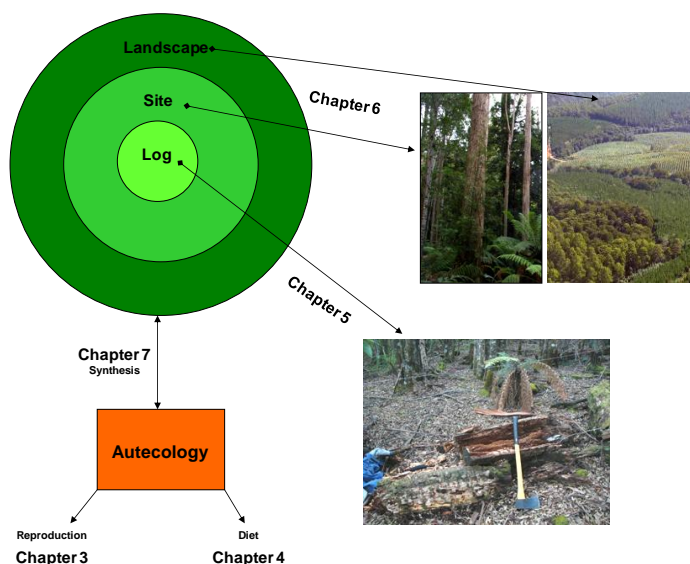 Landscape
Site
Log
Chapter 6
Chapter 5
Chapter 7
Synthesis
Autecology
Reproduction
Chapter 3
Diet
Chapter 4